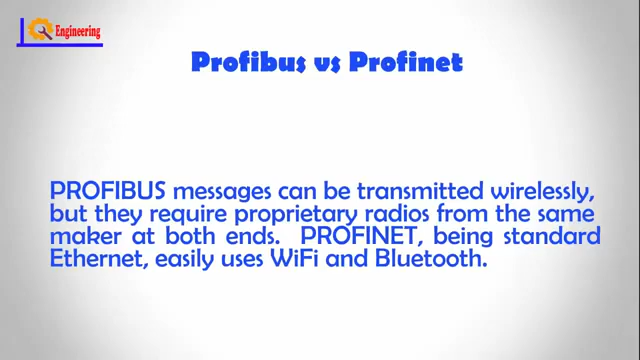 Engineering
Profibus vs Profinet
PROFIBUS messages can be transmitted wirelessly,
but they require proprietary radios from the same
maker at both ends. PROFINET, being standard
Ethernet, easily uses WiFi and Bluetooth.